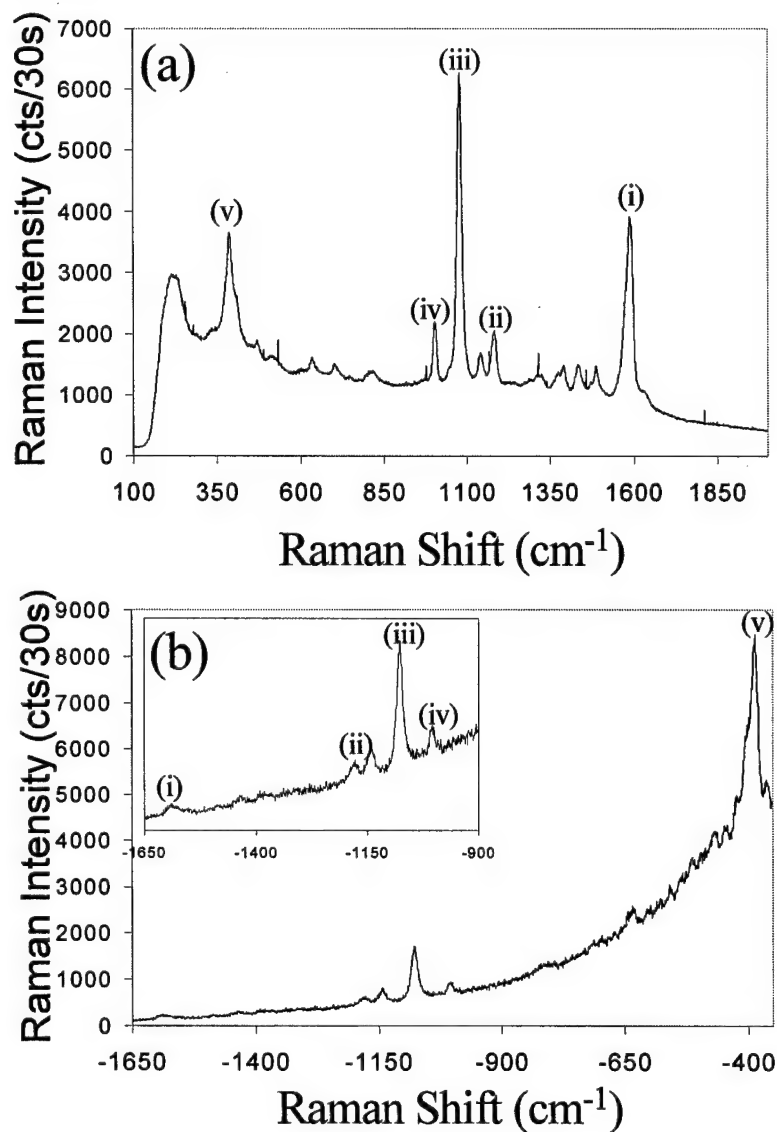 (a)
Raman Intensity (cts/30s)
7000
6000
5000
4000
3000
2000
1000
0
(v)
(iv)
(iii)
(ii)
(i)
100 350 600 850 1100 1350 1600 1850
Raman Shift (cm⁻¹)
(b)
Raman Intensity (cts/30s)
9000
8000
7000
6000
5000
4000
3000
2000
1000
0
(i)
(ii)
(iii)
(iv)
-1650 -1400 -1150 -900
(v)
-1650 -1400 -1150 -900 -650 -400
Raman Shift (cm⁻¹)